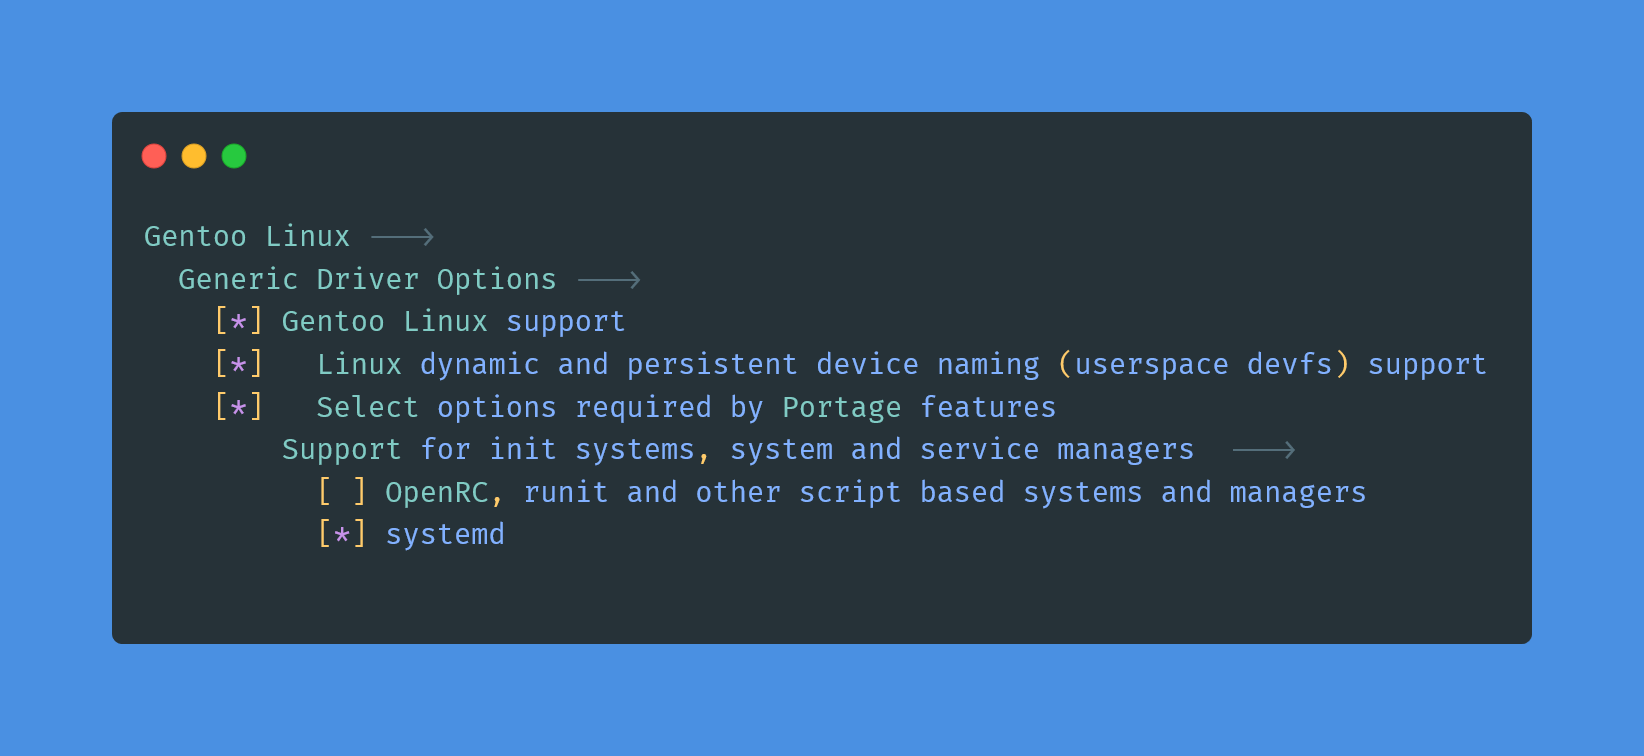 Gentoo Linux --->
Generic Driver Options --->
[*] Gentoo Linux support
[*] Linux dynamic and persistent device naming (userspace devfs) support
[*] Select options required by Portage features
Support for init systems, system and service managers --->
[ ] OpenRC, runit and other script based systems and managers
[*] systemd